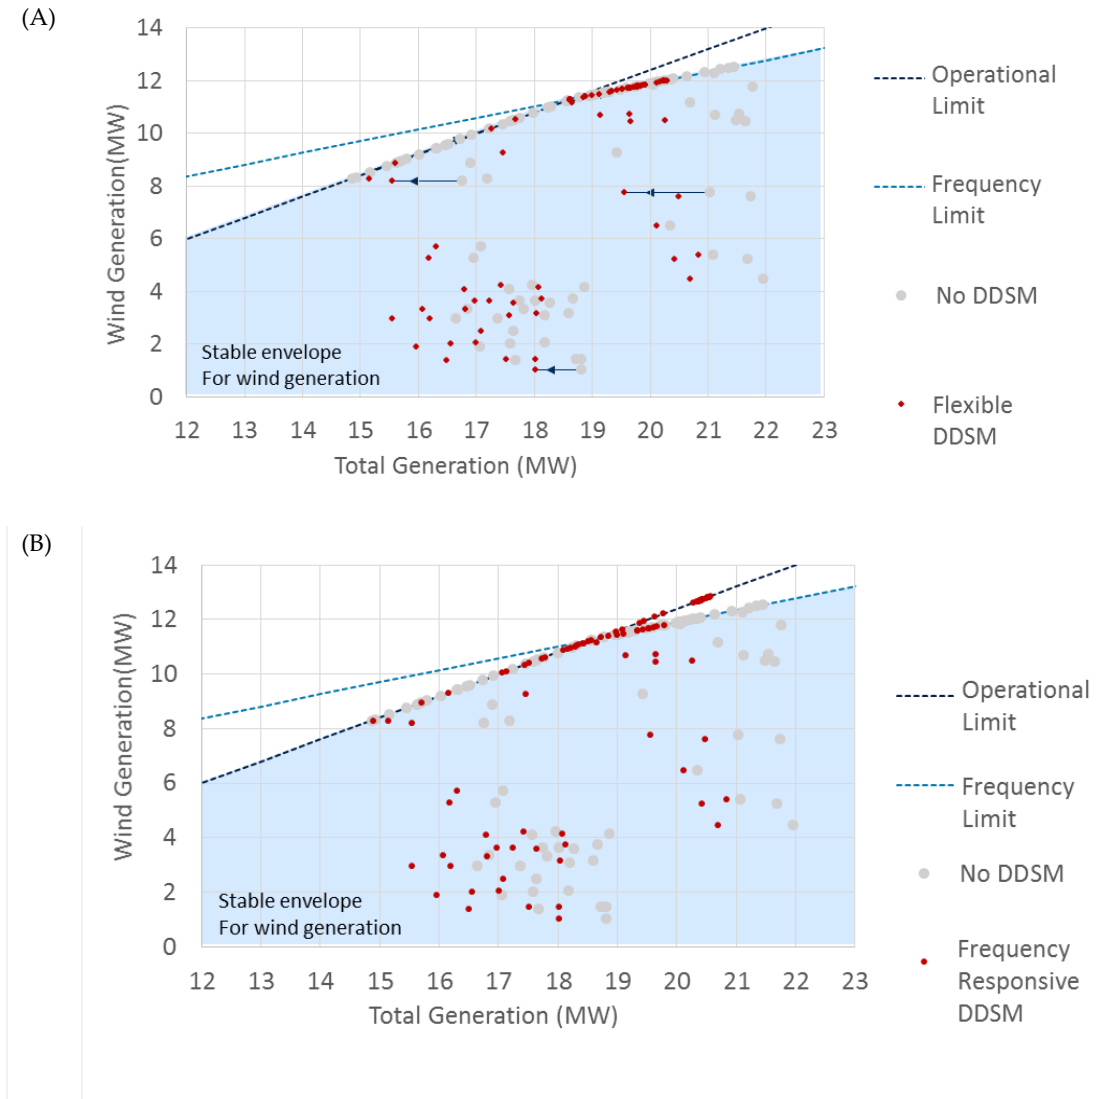 (A)
14
12
10
8
6
4
2
0
Wind Generation(MW)
Stable envelope
For wind generation
12 13 14 15 16 17 18 19 20 21 22 23
Total Generation (MW)
Operational
Limit
Frequency
Limit
No DDSM
Flexible
DDSM
(B)
14
12
10
8
6
4
2
0
Wind Generation(MW)
Stable envelope
For wind generation
12 13 14 15 16 17 18 19 20 21 22 23
Total Generation (MW)
Operational
Limit
Frequency
Limit
No DDSM
Frequency
Responsive
DDSM